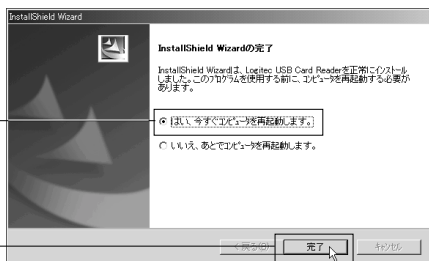 InstallShield Wizard
InstallShield Wizardの完了
InstallShield Wizardは、Logitec USB Card Readerを正常にインストール
しました。このプログラムを使用する前に、コンピュータを再起動する必要が
あります。
はい、今すぐコンピュータを再起動します。
いいえ、あとでコンピュータを再起動します。
< 戻る(B)
完了
キャンセル